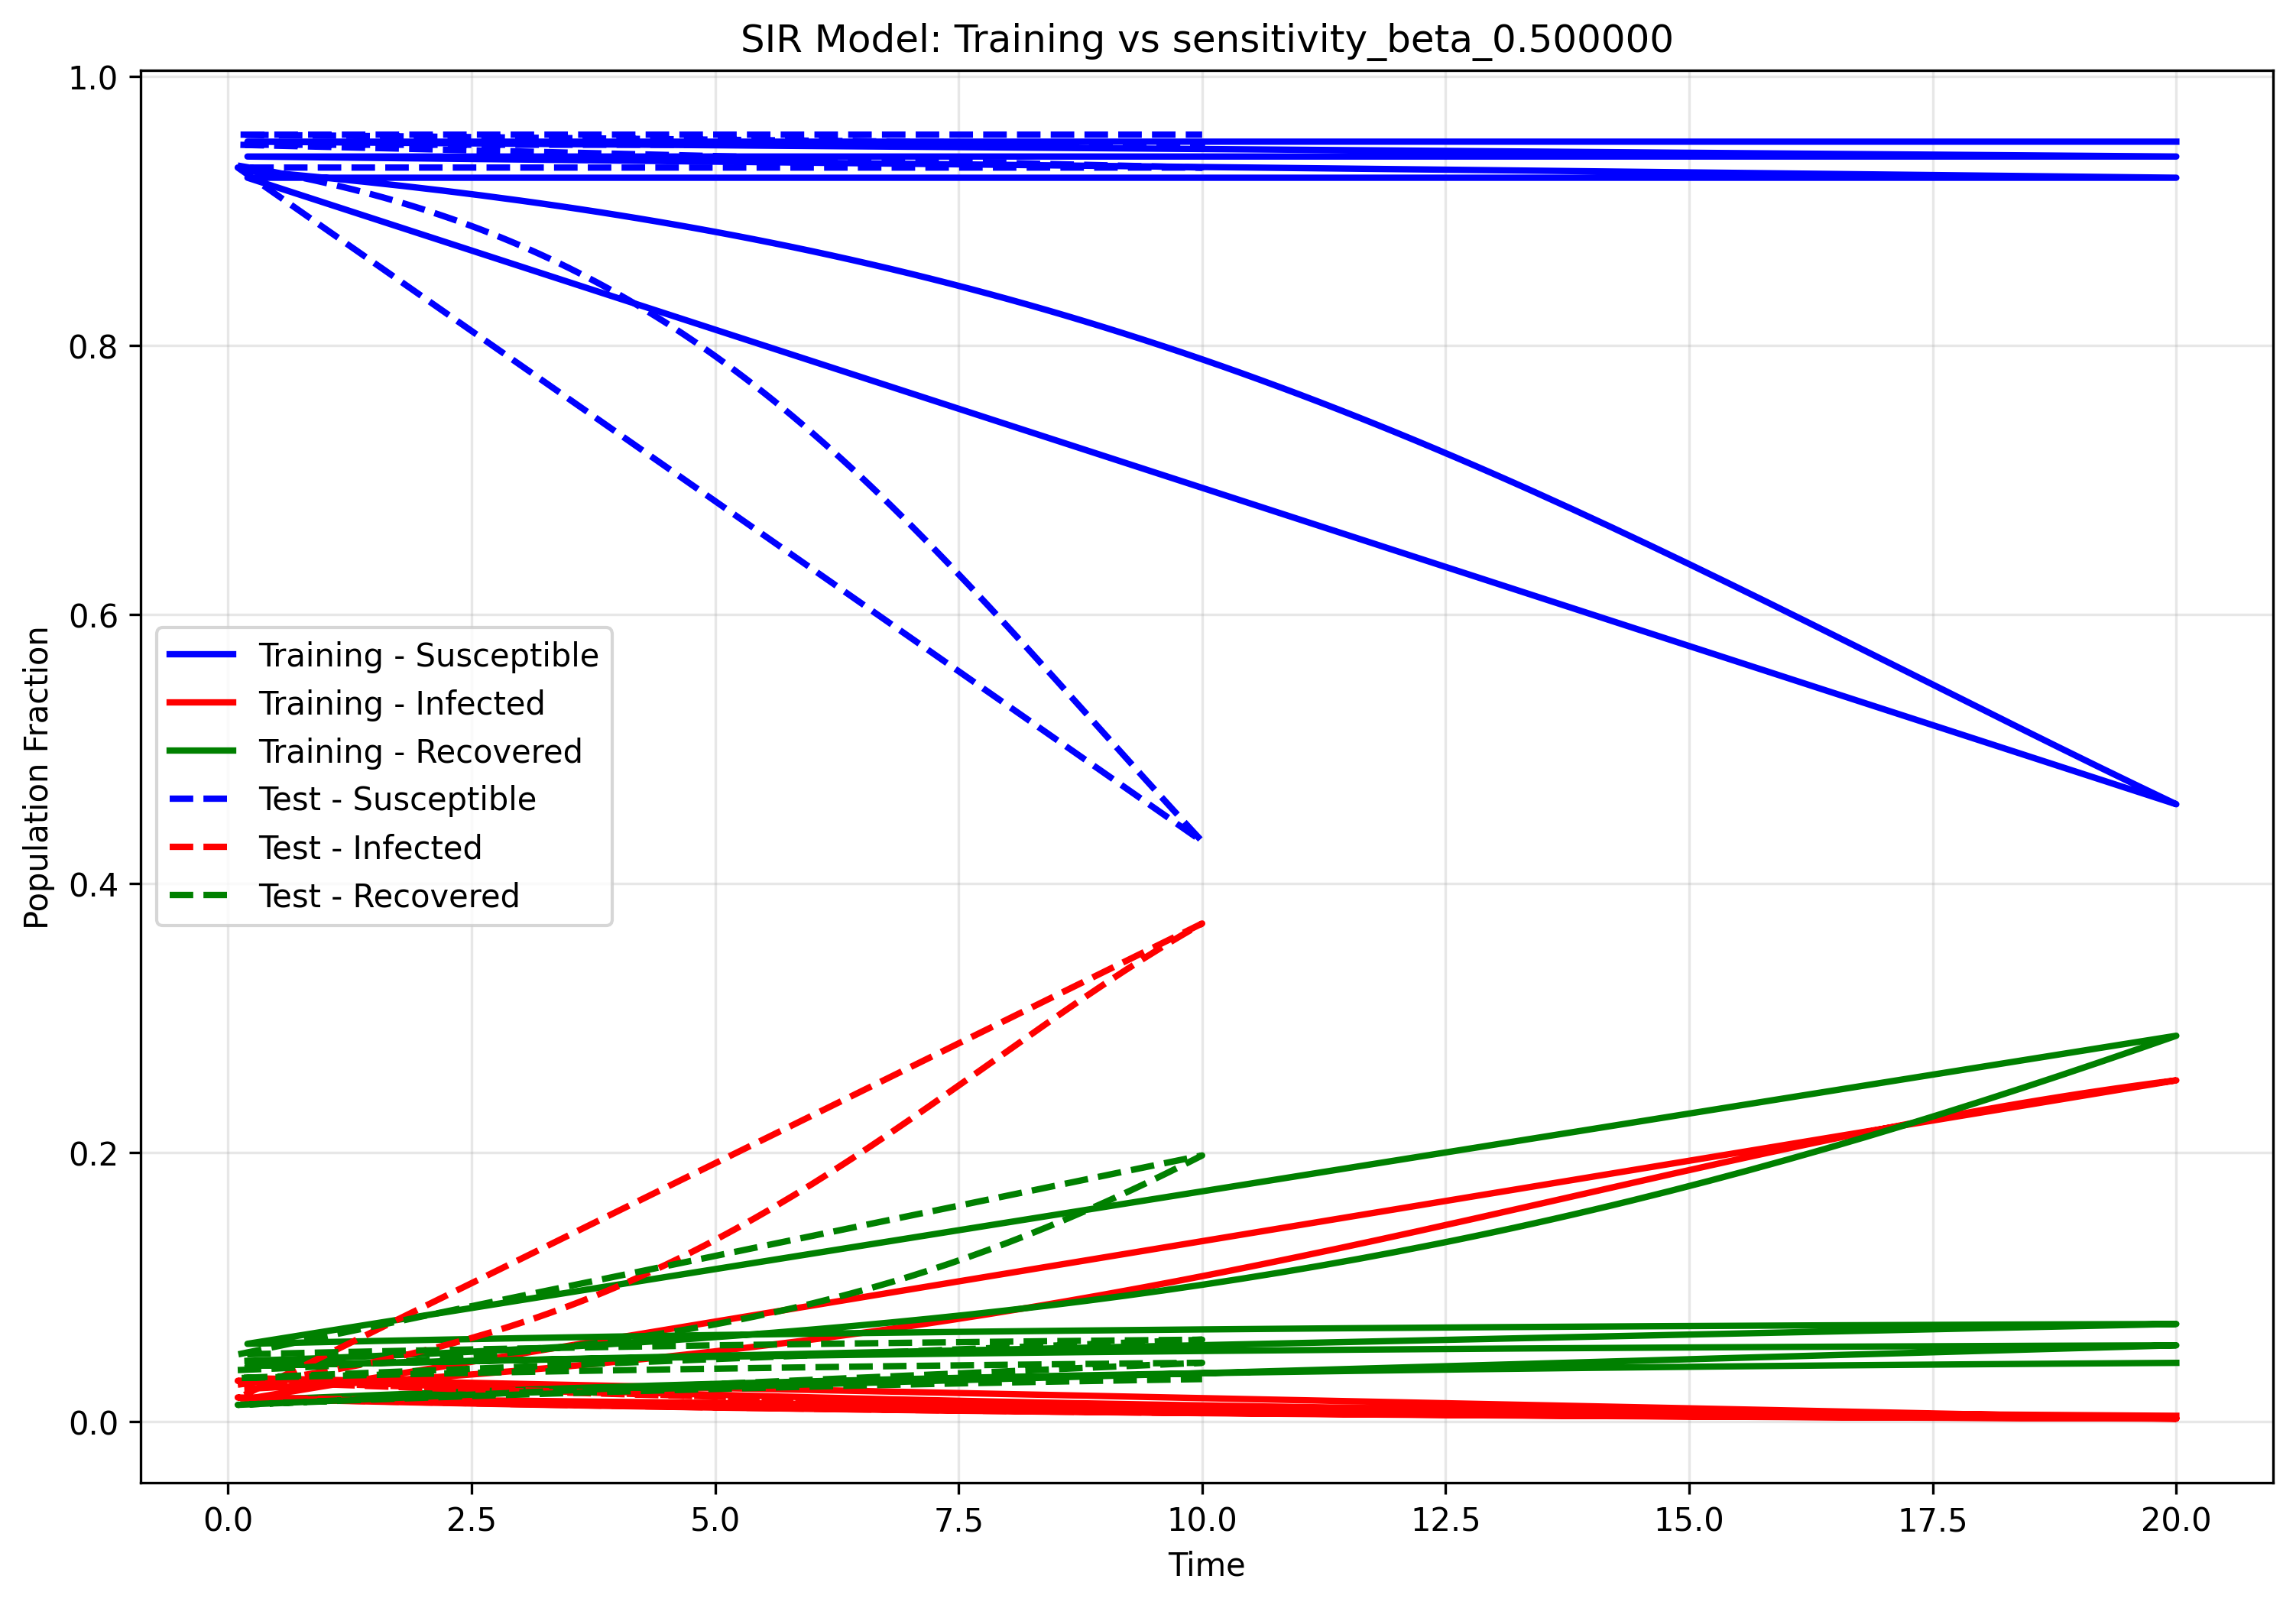 SIR Model: Training vs sensitivity_beta_0.500000
Population Fraction
1.0
0.8
0.6
0.4
0.2
0.0
Training - Susceptible
Training - Infected
Training - Recovered
Test - Susceptible
Test - Infected
Test - Recovered
0.0 2.5 5.0 7.5 10.0 12.5 15.0 17.5 20.0
Time